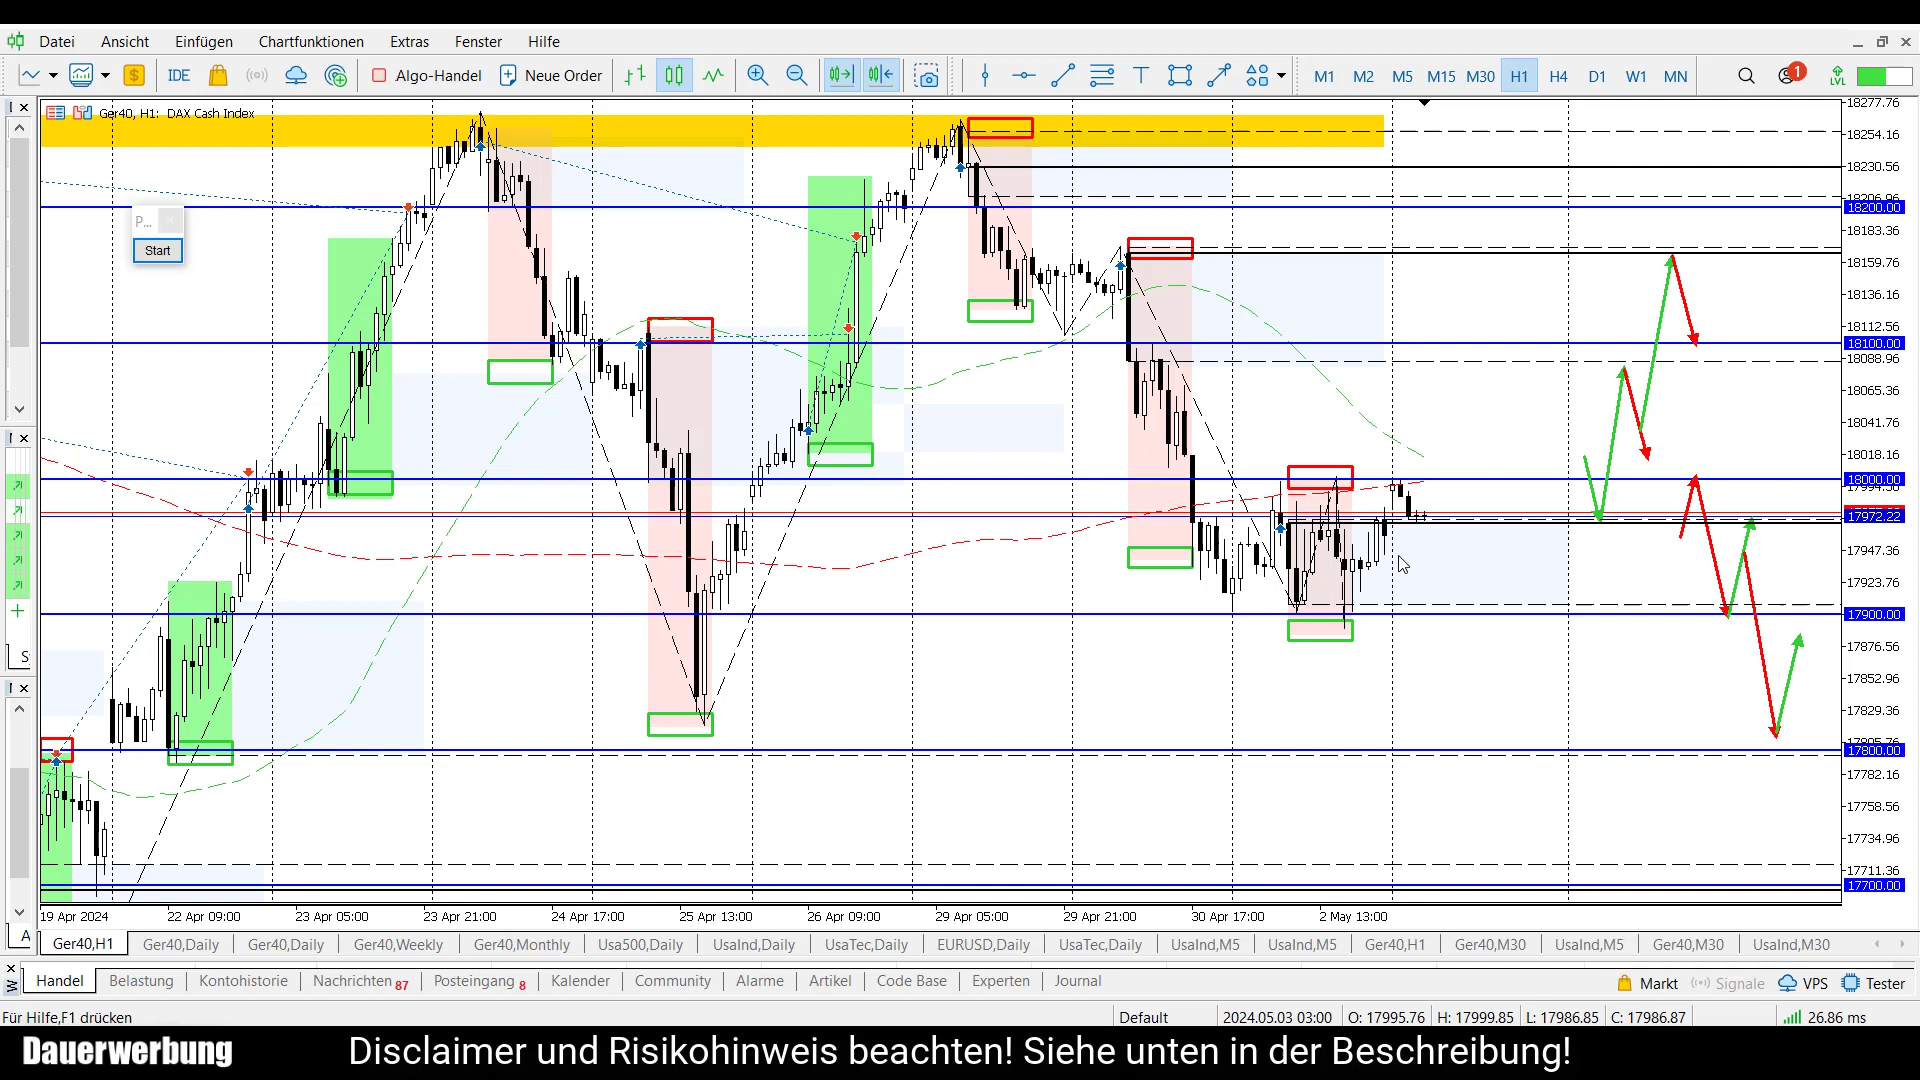 Datei Ansicht Einfügen Chartfunktionen Extras Fenster Hilfe
IDE Algo-Handel Neue Order M1 M2 M5 M15 M30 H1 H4 D1 W1 MN 1 LVL
Ger40, H1: DAX Cash Index
P...
Start
18277.76
18254.16
18230.56
18200.00
18183.36
18159.76
18136.16
18112.56
18100.00
18088.96
18065.36
18041.76
18018.16
18000.00
17972.22
17947.36
17923.76
17900.00
17876.56
17852.96
17829.36
17800.00
17782.16
17758.56
17734.96
17711.36
17700.00
19 Apr 2024 22 Apr 09:00 23 Apr 05:00 23 Apr 21:00 24 Apr 17:00 25 Apr 13:00 26 Apr 09:00 29 Apr 05:00 29 Apr 21:00 30 Apr 17:00 2 May 13:00
Ger40,H1 Ger40,Daily Ger40,Daily Ger40,Weekly Ger40,Monthly Usa500,Daily UsaInd,Daily UsaTec,Daily EURUSD,Daily UsaTec,Daily UsaInd,M5 UsaInd,M5 Ger40,H1 Ger40,M30 UsaInd,M5 Ger40,M30 UsaInd,M30
Handel Belastung Kontohistorie Nachrichten 87 Posteingang 8 Kalender Community Alarme Artikel Code Base Experten Journal Markt Signale VPS Tester
Für Hilfe,F1 drücken Default 2024.05.03 03:00 O: 17995.76 H: 17999.85 L: 17986.85 C: 17986.87 26.86 ms
Dauerwerbung Disclaimer und Risikohinweis beachten! Siehe unten in der Beschreibung!